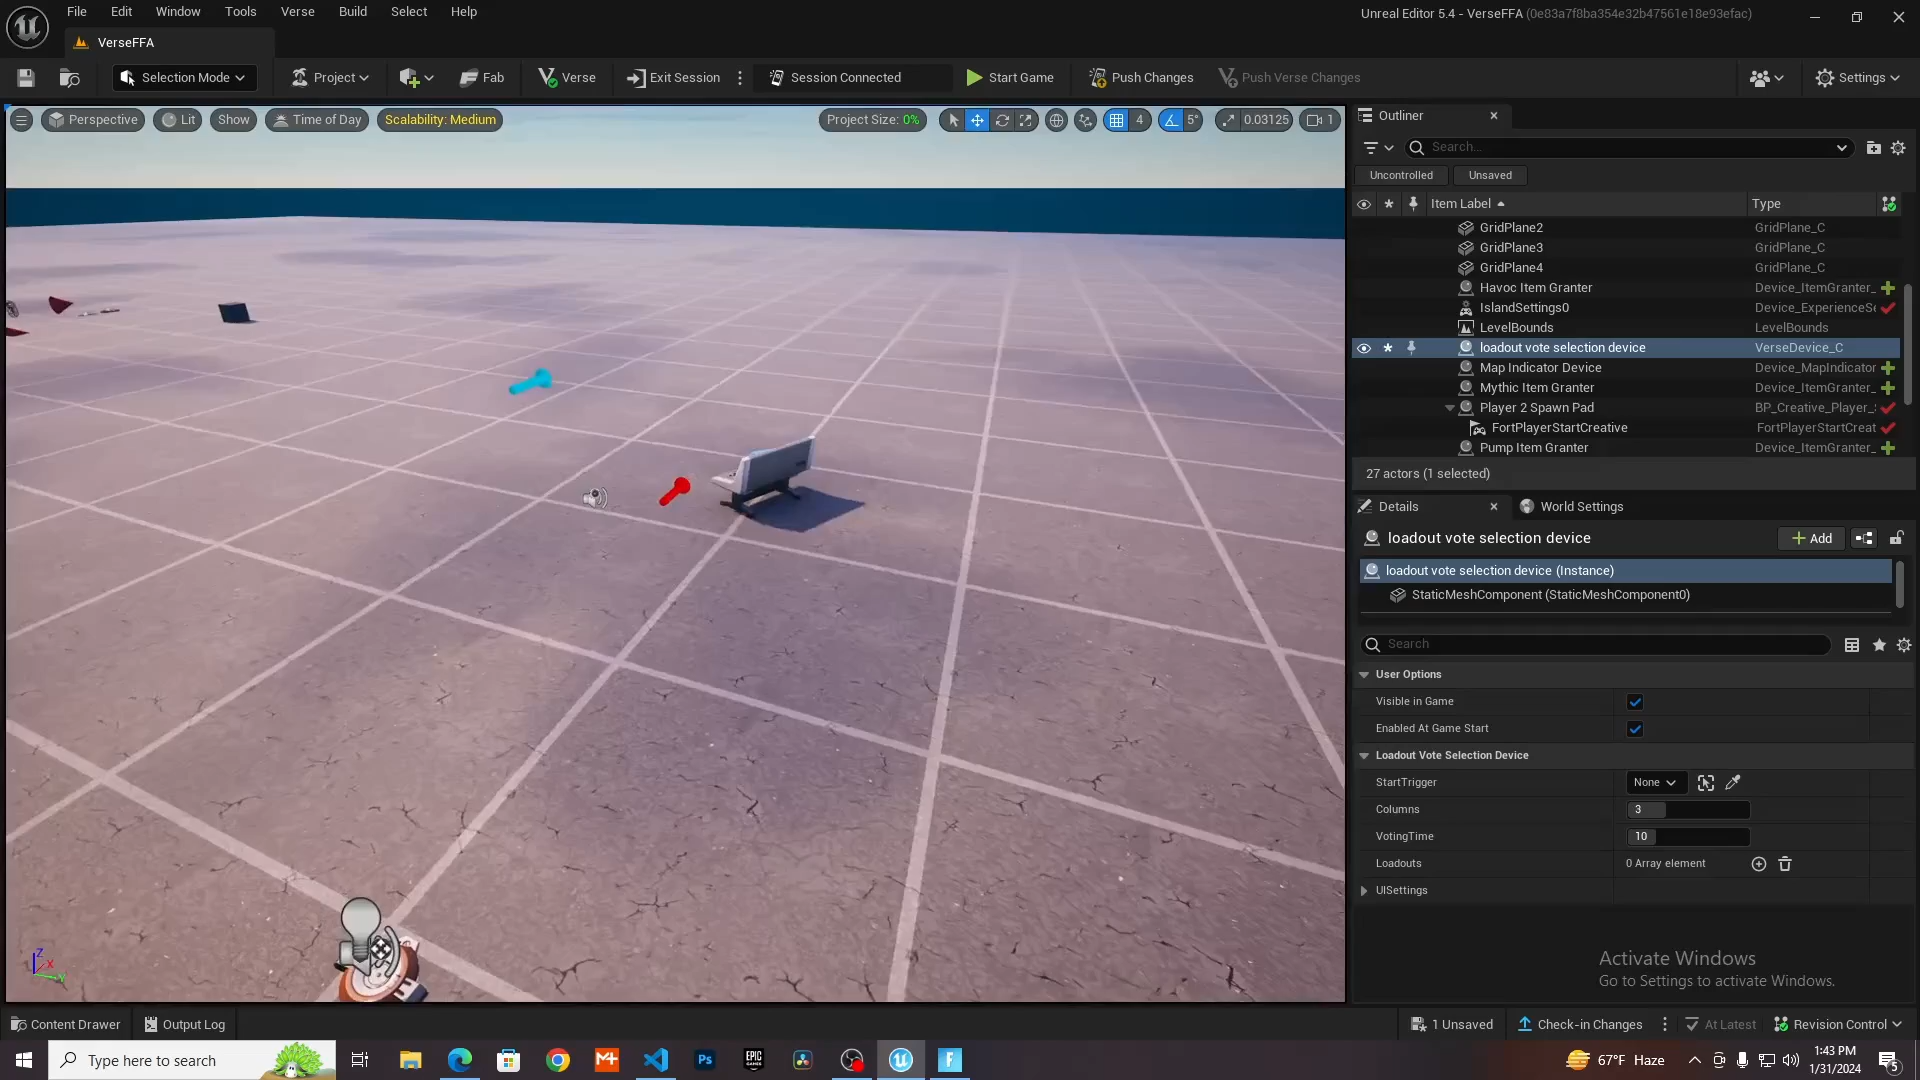 File Edit Window Tools Verse Build Select Help
Unreal Editor 5.4 - VerseFFA (0e83a7f8ba354e32b47561e18e93efac)
VerseFFA
Selection Mode
Project
Fab
Verse
Exit Session
Session Connected
Start Game
Push Changes
Push Verse Changes
Settings
Perspective
Lit
Show
Time of Day
Scalability: Medium
Project Size: 0%
4
5°
0.03125
1
Outliner
Search...
Uncontrolled
Unsaved
Item Label
Type
GridPlane2 GridPlane_C
GridPlane3 GridPlane_C
GridPlane4 GridPlane_C
Havoc Item Granter Device_ItemGranter_
IslandSettings0 Device_ExperienceSe
LevelBounds LevelBounds
loadout vote selection device VerseDevice_C
Map Indicator Device Device_MapIndicator
Mythic Item Granter Device_ItemGranter_
Player 2 Spawn Pad BP_Creative_Player_
FortPlayerStartCreative FortPlayerStartCreat
Pump Item Granter Device_ItemGranter_
27 actors (1 selected)
Details
World Settings
loadout vote selection device
Add
loadout vote selection device (Instance)
StaticMeshComponent (StaticMeshComponent0)
Search
User Options
Visible in Game
Enabled At Game Start
Loadout Vote Selection Device
StartTrigger None
Columns 3
VotingTime 10
Loadouts 0 Array element
UISettings
Activate Windows
Go to Settings to activate Windows.
Z
X
Y
Content Drawer
Output Log
1 Unsaved
Check-in Changes
At Latest
Revision Control
Type here to search
Ps
EPIC
GAMES
67°F Haze
1:43 PM
1/31/2024
5